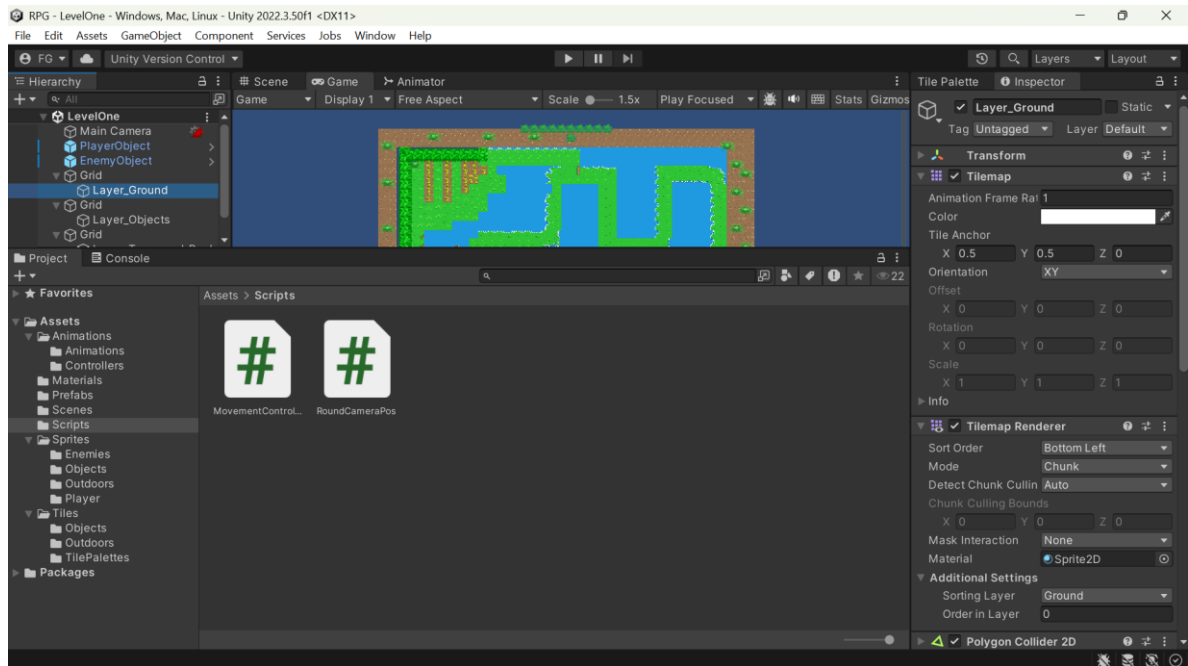 RPG - LevelOne - Windows, Mac, Linux - Unity 2022.3.50f1 <DX11>
File Edit Assets GameObject Component Services Jobs Window Help
FG Unity Version Control Layers Layout
Hierarchy
All
LevelOne
Main Camera
PlayerObject
EnemyObject
Grid
Layer_Ground
Grid
Layer_Objects
Grid
Scene Game Animator
Game Display 1 Free Aspect Scale 1.5x Play Focused Stats Gizmos
Project Console
22
Favorites
Assets
Animations
Animations
Controllers
Materials
Prefabs
Scenes
Scripts
Sprites
Enemies
Objects
Outdoors
Player
Tiles
Objects
Outdoors
TilePalettes
Packages
Assets > Scripts
# #
MovementControl... RoundCameraPos
Tile Palette Inspector
Layer_Ground Static
Tag Untagged Layer Default
Transform
Tilemap
Animation Frame Rat 1
Color
Tile Anchor
X 0.5 Y 0.5 Z 0
Orientation XY
Offset
X 0 Y 0 Z 0
Rotation
X 0 Y 0 Z 0
Scale
X 1 Y 1 Z 1
Info
Tilemap Renderer
Sort Order Bottom Left
Mode Chunk
Detect Chunk Cullin Auto
Chunk Culling Bounds
X 0 Y 0 Z 0
Mask Interaction None
Material Sprite2D
Additional Settings
Sorting Layer Ground
Order in Layer 0
Polygon Collider 2D